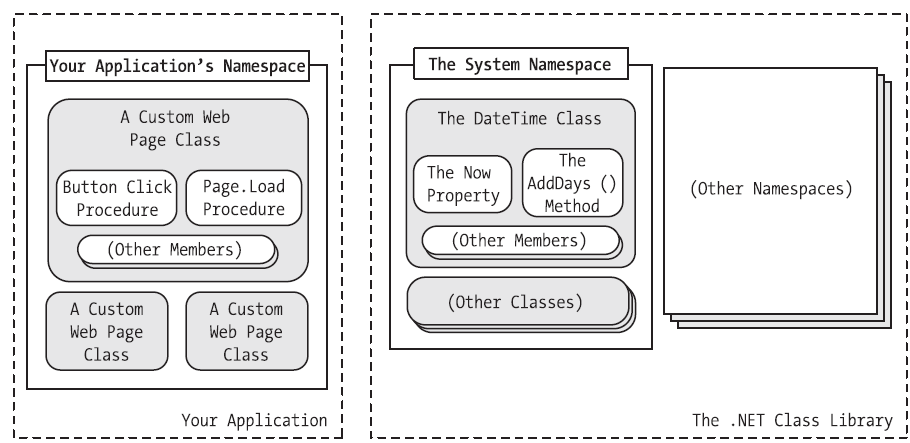 Your Application's Namespace
A Custom Web
Page Class
Button Click
Procedure
Page.Load
Procedure
(Other Members)
A Custom
Web Page
Class
A Custom
Web Page
Class
Your Application
The System Namespace
The DateTime Class
The Now
Property
The
AddDays ()
Method
(Other Members)
(Other Classes)
(Other Namespaces)
The .NET Class Library